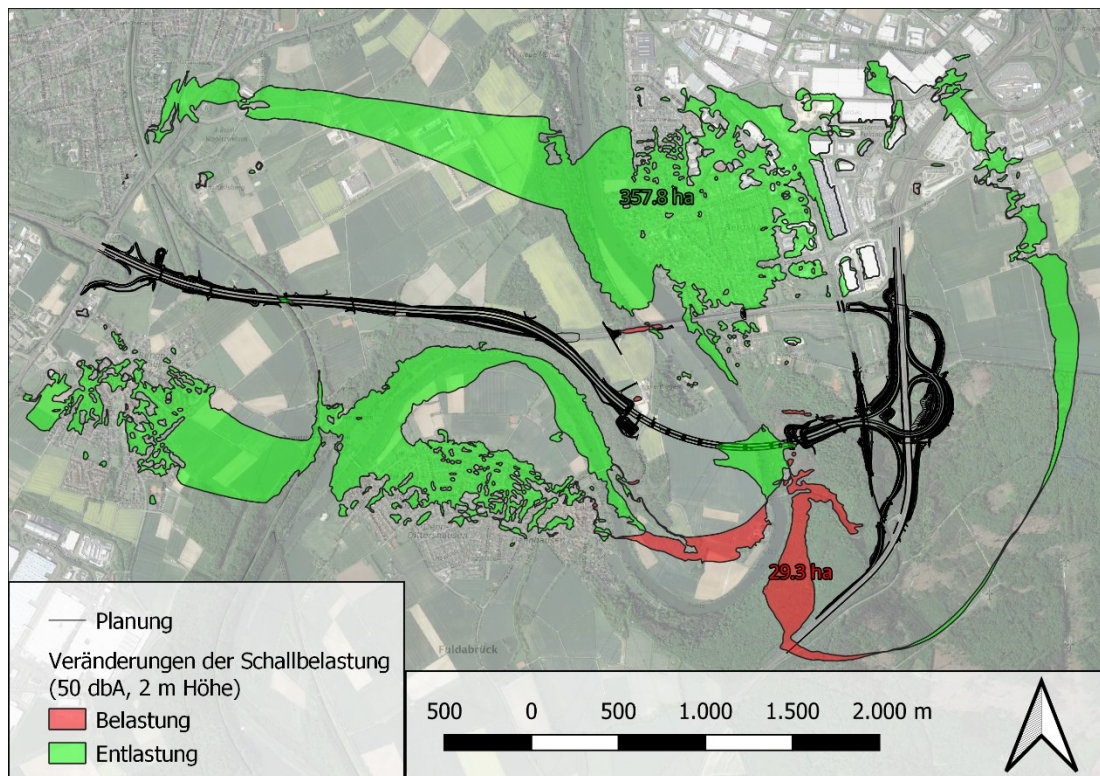 357.8 ha
29.3 ha
Fuldabrück
Planung
Veränderungen der Schallbelastung
(50 dbA, 2 m Höhe)
Belastung
Entlastung
500 0 500 1.000 1.500 2.000 m